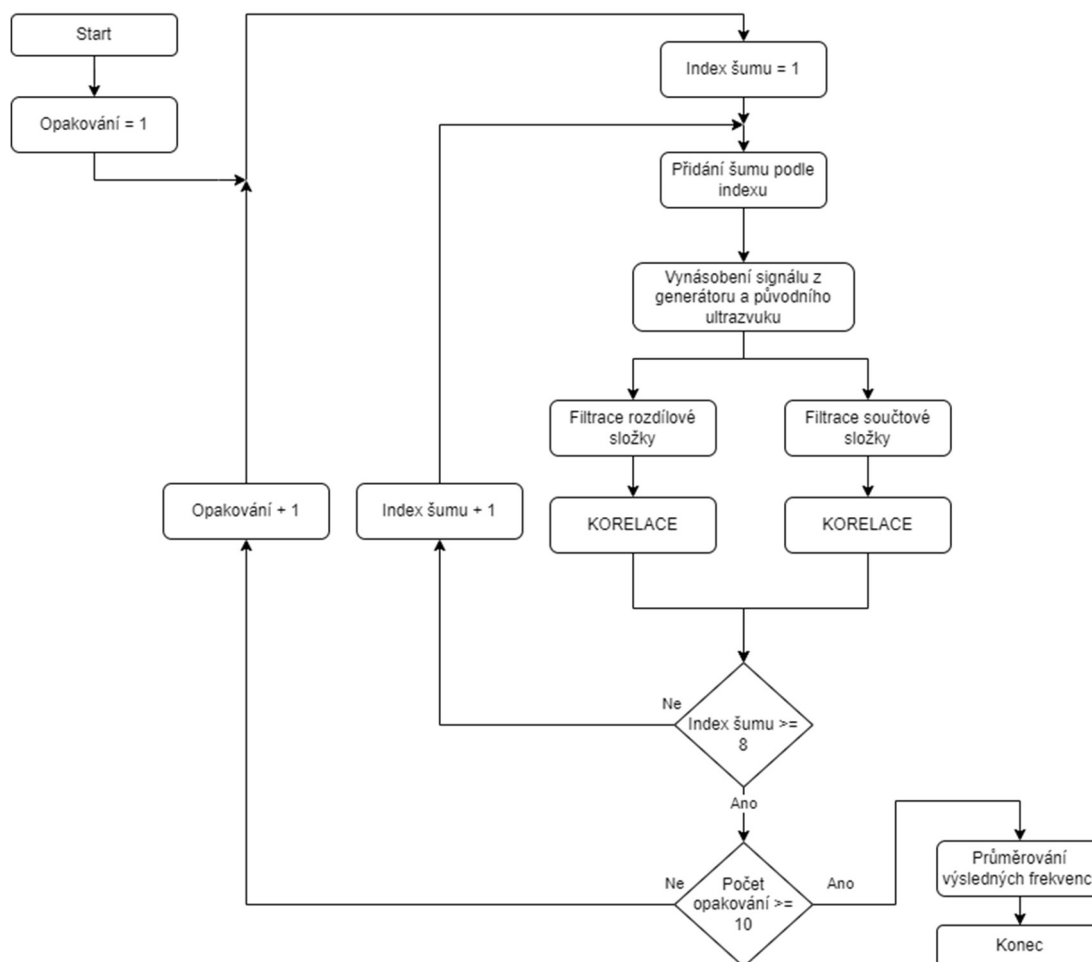 Start
Opakování = 1
Index šumu = 1
Přidání šumu podle
indexu
Vynásobení signálu z
generátoru a původního
ultrazvuku
Filtrace rozdílové
složky
Filtrace součtové
složky
Opakování + 1
Index šumu + 1
KORELACE
KORELACE
Ne
Index šumu >=
8
Ano
Ne
Počet
opakování >=
10
Ano
Průměrování
výsledných frekvenc
Konec